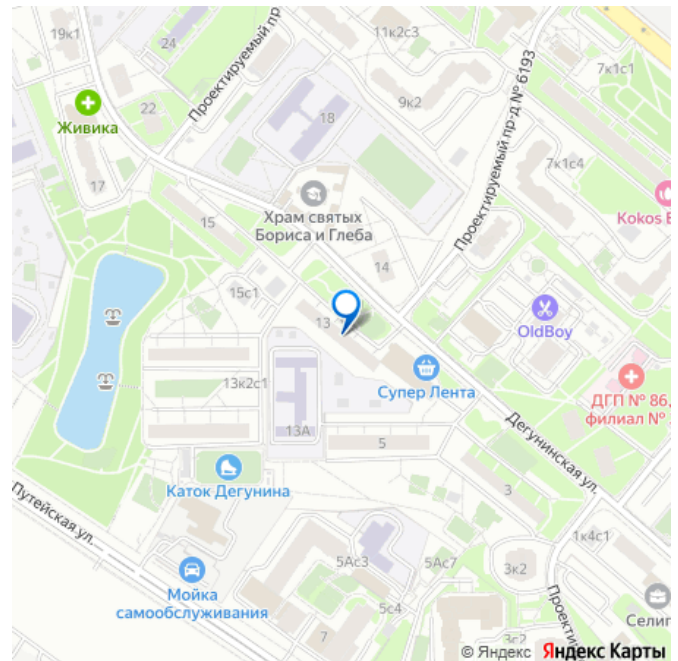 19к1
24
11к2с3
7к1с1
Проектируемый пр
9к2
Проектируемый пр-д № 6193
Живика
22
18
7к1с4
17
Храм святых
Бориса и Глеба
Kokos B
15
14
15с1
13
OldBoy
Супер Лента
ДГП № 86,
филиал №
13к2с1
13А
5
Дегунинская ул.
Каток Дегунина
3
Путейская ул.
1к4с1
5Ас3
5Ас7
3к2
Мойка
самообслуживания
5с4
Селиг
Проектир
7
3с2
© Яндекс Яндекс Карты